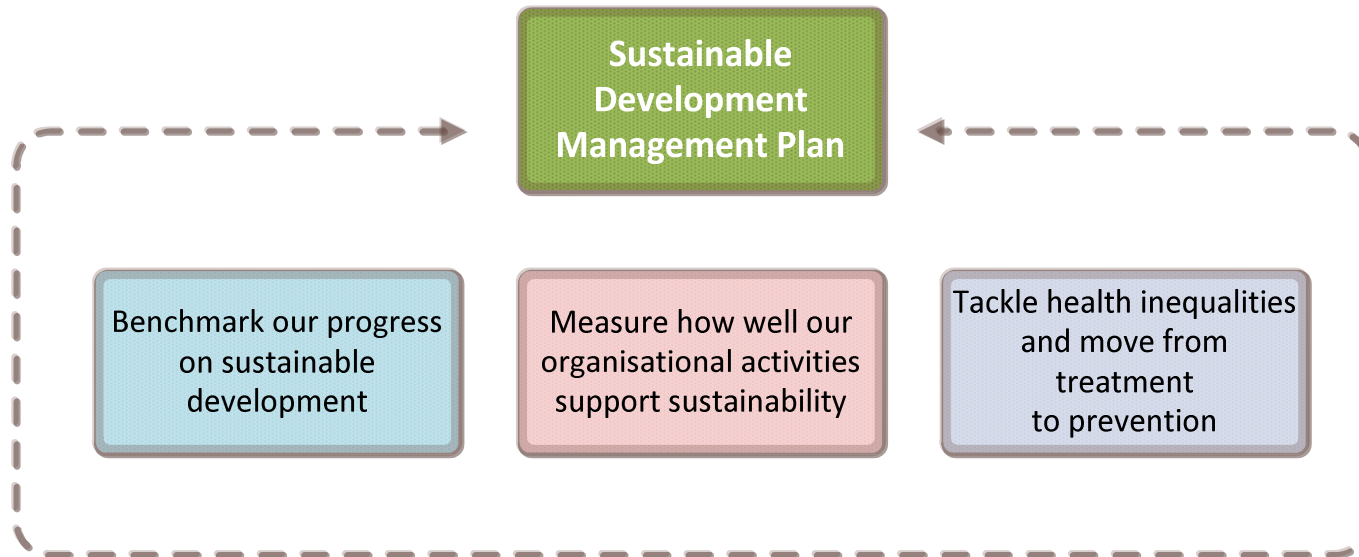 Sustainable
Development
Management Plan
Benchmark our progress
on sustainable
development
Measure how well our
organisational activities
support sustainability
Tackle health inequalities
and move from
treatment
to prevention